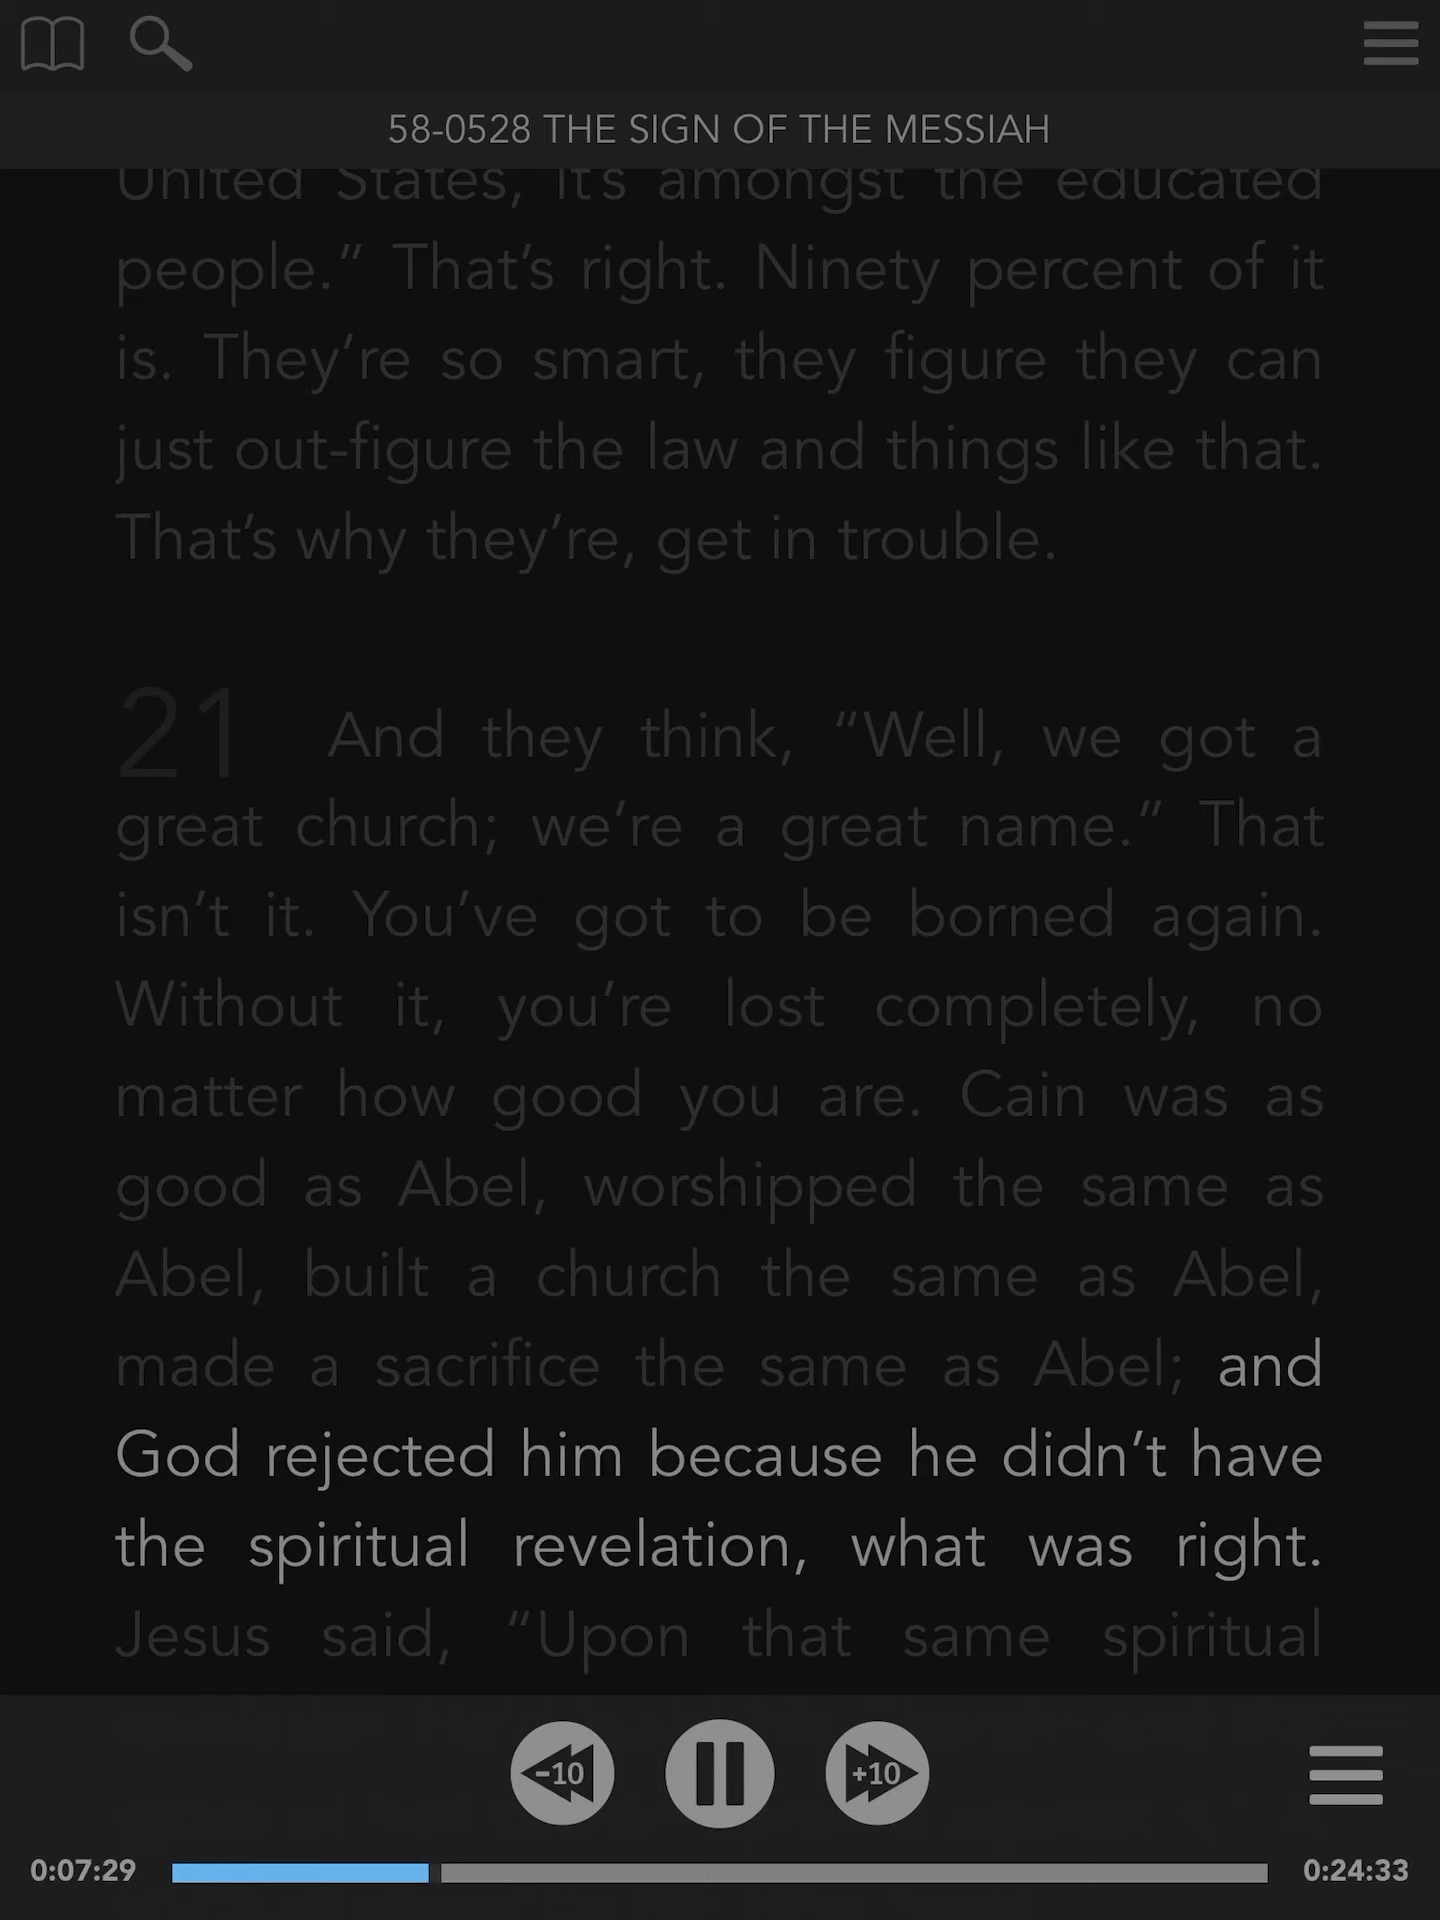 58-0528 THE SIGN OF THE MESSIAH
United States, it's amongst the educated
people.” That’s right. Ninety percent of it
is. They’re so smart, they figure they can
just out-figure the law and things like that.
That’s why they’re, get in trouble.
21 And they think, “Well, we got a
great church; we’re a great name.” That
isn’t it. You’ve got to be borned again.
Without it, you’re lost completely, no
matter how good you are. Cain was as
good as Abel, worshipped the same as
Abel, built a church the same as Abel,
made a sacrifice the same as Abel; and
God rejected him because he didn’t have
the spiritual revelation, what was right.
Jesus said, “Upon that same spiritual
-10 +10
0:07:29 0:24:33